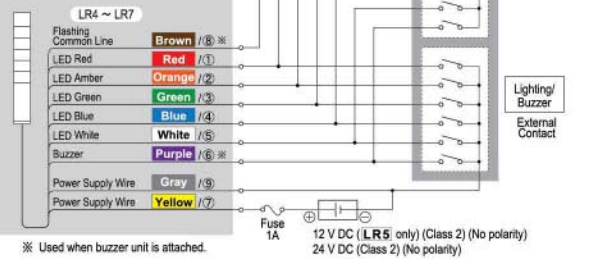 LR4 ~ LR7
Flashing
Common Line Brown /⑧ ※
LED Red Red /①
LED Amber Orange /②
LED Green Green /③
LED Blue Blue /④
LED White White /⑤
Buzzer Purple /⑥ ※
Power Supply Wire Gray /⑨
Power Supply Wire Yellow /⑦
Lighting/
Buzzer
External
Contact
Fuse
1A
⊕ ⊖
12 V DC ( LR5 only) (Class 2) (No polarity)
24 V DC (Class 2) (No polarity)
※ Used when buzzer unit is attached.